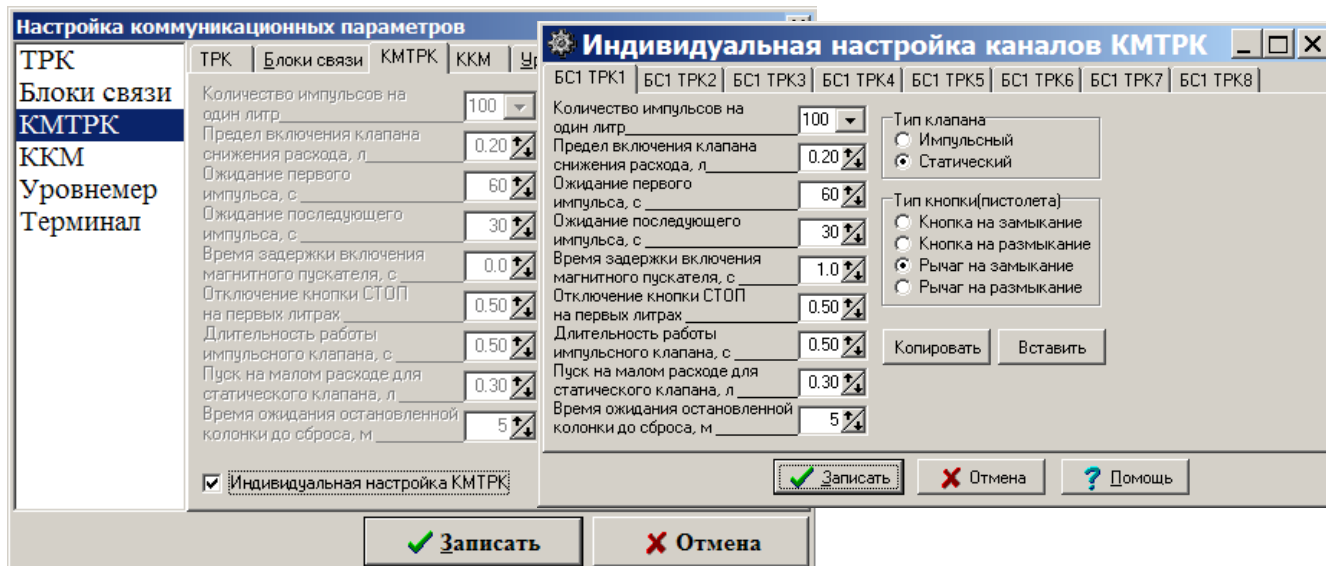 Настройка коммуникационных параметров
ТРК
Блоки связи
КМТРК
ККМ
Уровнемер
Терминал
ТРК Блоки связи КМТРК ККМ
Количество импульсов на
один литр 100
Предел включения клапана
снижения расхода, л 0.20
Ожидание первого
импульса, с 60
Ожидание последующего
импульса, с 30
Время задержки включения
магнитного пускателя, с 0.0
Отключение кнопки СТОП
на первых литрах 0.50
Длительность работы
импульсного клапана, с 0.50
Пуск на малом расходе для
статического клапана, л 0.30
Время ожидания остановленной
колонки до сброса, м 5
Индивидуальная настройка КМТРК
Записать Отмена
Индивидуальная настройка каналов КМТРК
БС1 ТРК1 БС1 ТРК2 БС1 ТРК3 БС1 ТРК4 БС1 ТРК5 БС1 ТРК6 БС1 ТРК7 БС1 ТРК8
Количество импульсов на
один литр 100
Предел включения клапана
снижения расхода, л 0.20
Ожидание первого
импульса, с 60
Ожидание последующего
импульса, с 30
Время задержки включения
магнитного пускателя, с 1.0
Отключение кнопки СТОП
на первых литрах 0.50
Длительность работы
импульсного клапана, с 0.50
Пуск на малом расходе для
статического клапана, л 0.30
Время ожидания остановленной
колонки до сброса, м 5
Тип клапана
Импульсный
Статический
Тип кнопки(пистолета)
Кнопка на замыкание
Кнопка на размыкание
Рычаг на замыкание
Рычаг на размыкание
Копировать Вставить
Записать Отмена Помощь